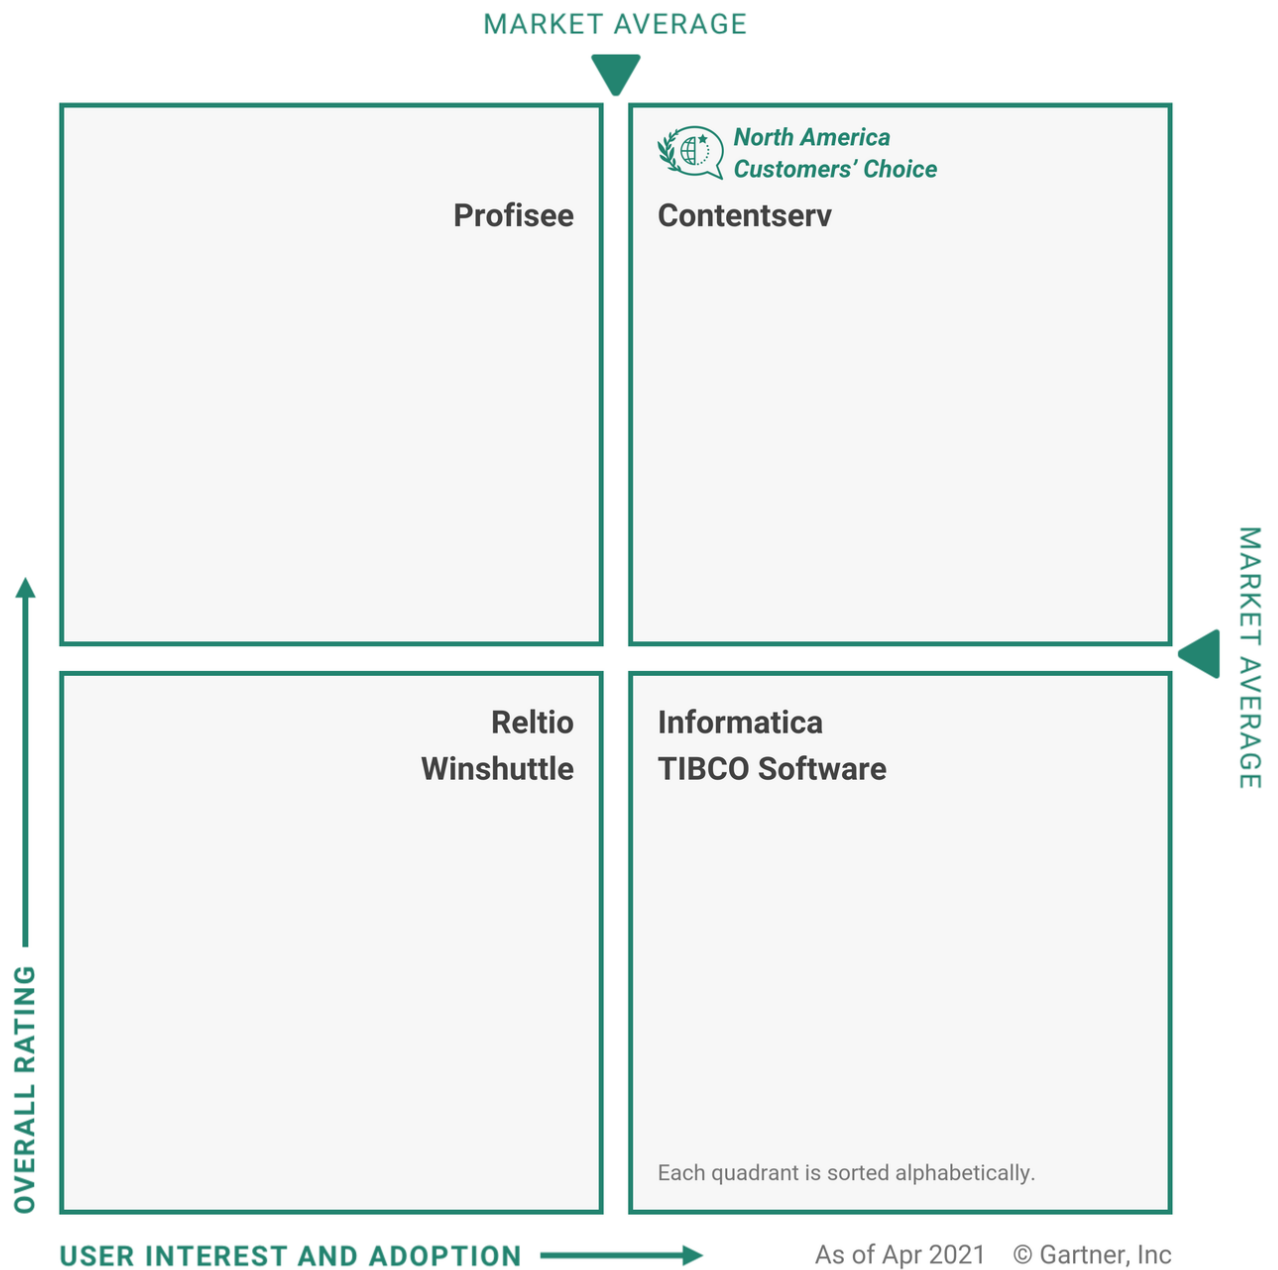 MARKET AVERAGE
Profisee
North America
Customers’ Choice
Contentserv
MARKET AVERAGE
Reltio
Winshuttle
Informatica
TIBCO Software
Each quadrant is sorted alphabetically.
OVERALL RATING
USER INTEREST AND ADOPTION
As of Apr 2021 © Gartner, Inc